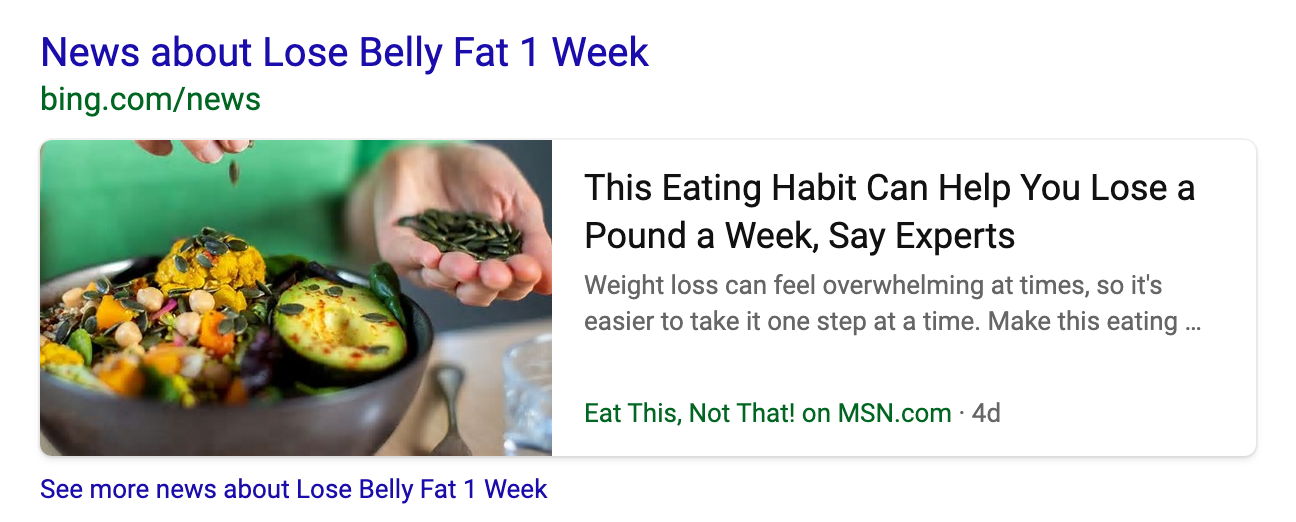 News about Lose Belly Fat 1 Week
bing.com/news
This Eating Habit Can Help You Lose a
Pound a Week, Say Experts
Weight loss can feel overwhelming at times, so it's
easier to take it one step at a time. Make this eating ...
Eat This, Not That! on MSN.com · 4d
See more news about Lose Belly Fat 1 Week